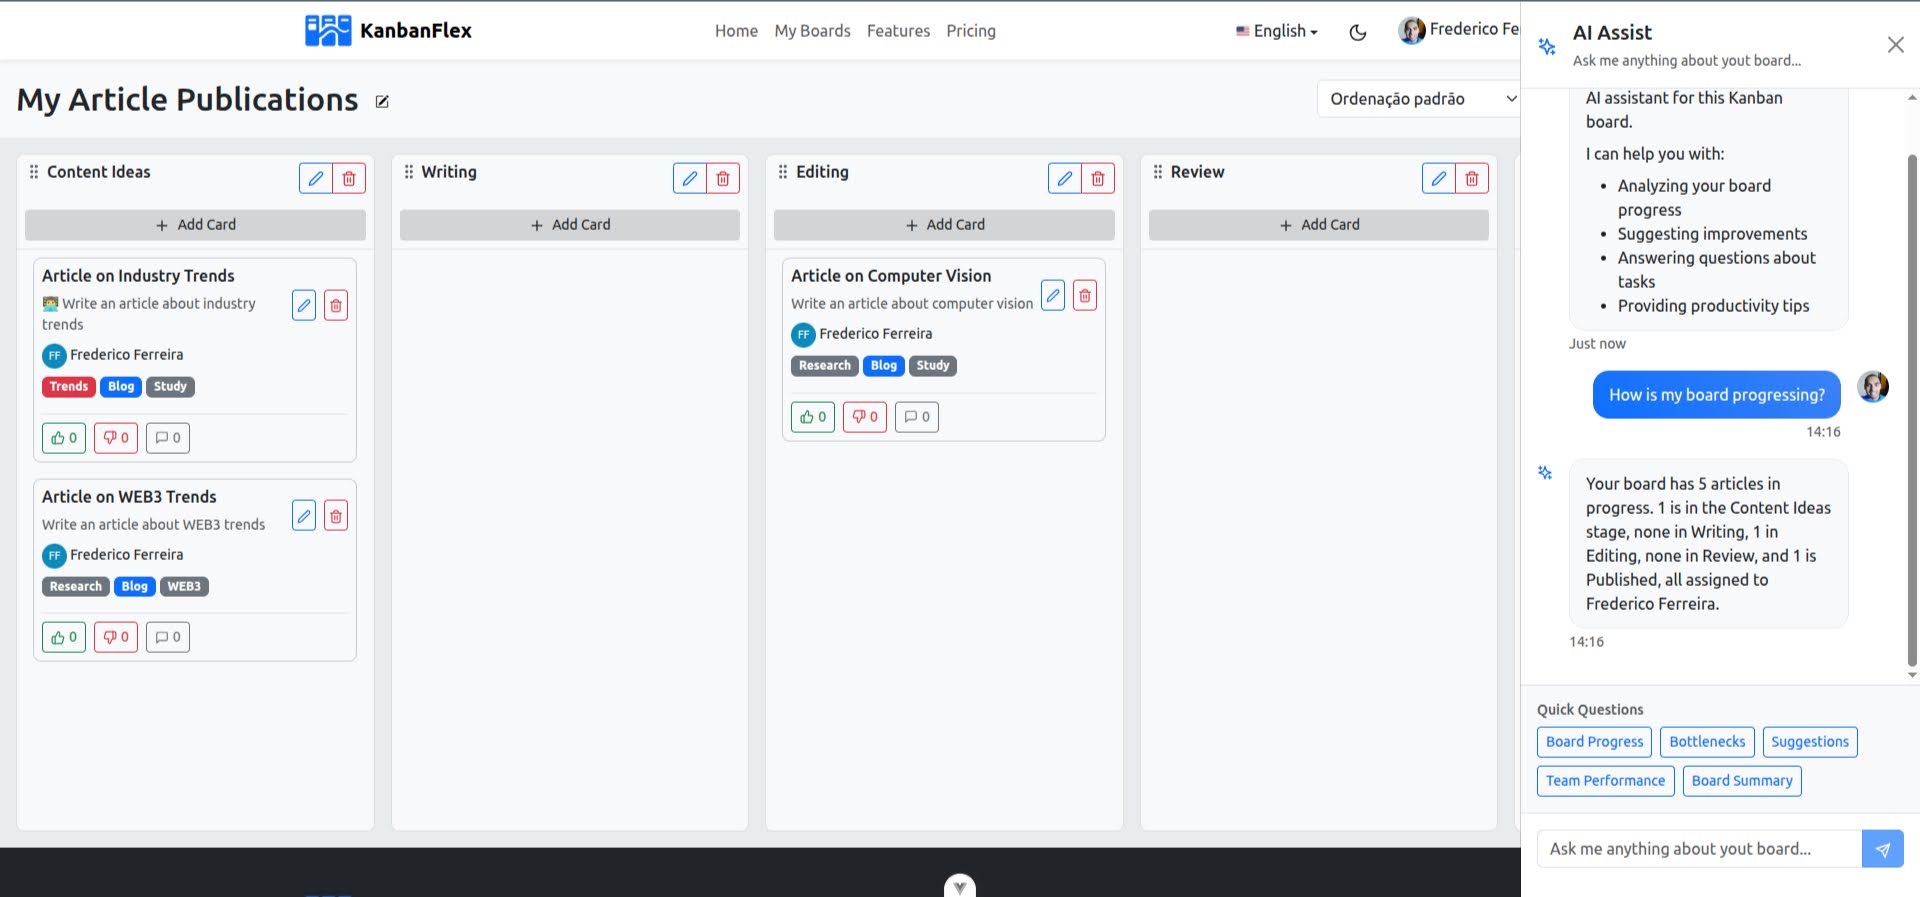 KanbanFlex
Home My Boards Features Pricing
English
Frederico Fe
My Article Publications
Ordenação padrão
Content Ideas
+ Add Card
Article on Industry Trends
Write an article about industry
trends
FF Frederico Ferreira
Trends Blog Study
0 0 0
Article on WEB3 Trends
Write an article about WEB3 trends
FF Frederico Ferreira
Research Blog WEB3
0 0 0
Writing
+ Add Card
Editing
+ Add Card
Article on Computer Vision
Write an article about computer vision
FF Frederico Ferreira
Research Blog Study
0 0 0
Review
+ Add Card
AI Assist
Ask me anything about yout board...
AI assistant for this Kanban
board.
I can help you with:
• Analyzing your board
progress
• Suggesting improvements
• Answering questions about
tasks
• Providing productivity tips
Just now
How is my board progressing?
14:16
Your board has 5 articles in
progress. 1 is in the Content Ideas
stage, none in Writing, 1 in
Editing, none in Review, and 1 is
Published, all assigned to
Frederico Ferreira.
14:16
Quick Questions
Board Progress Bottlenecks Suggestions
Team Performance Board Summary
Ask me anything about yout board...